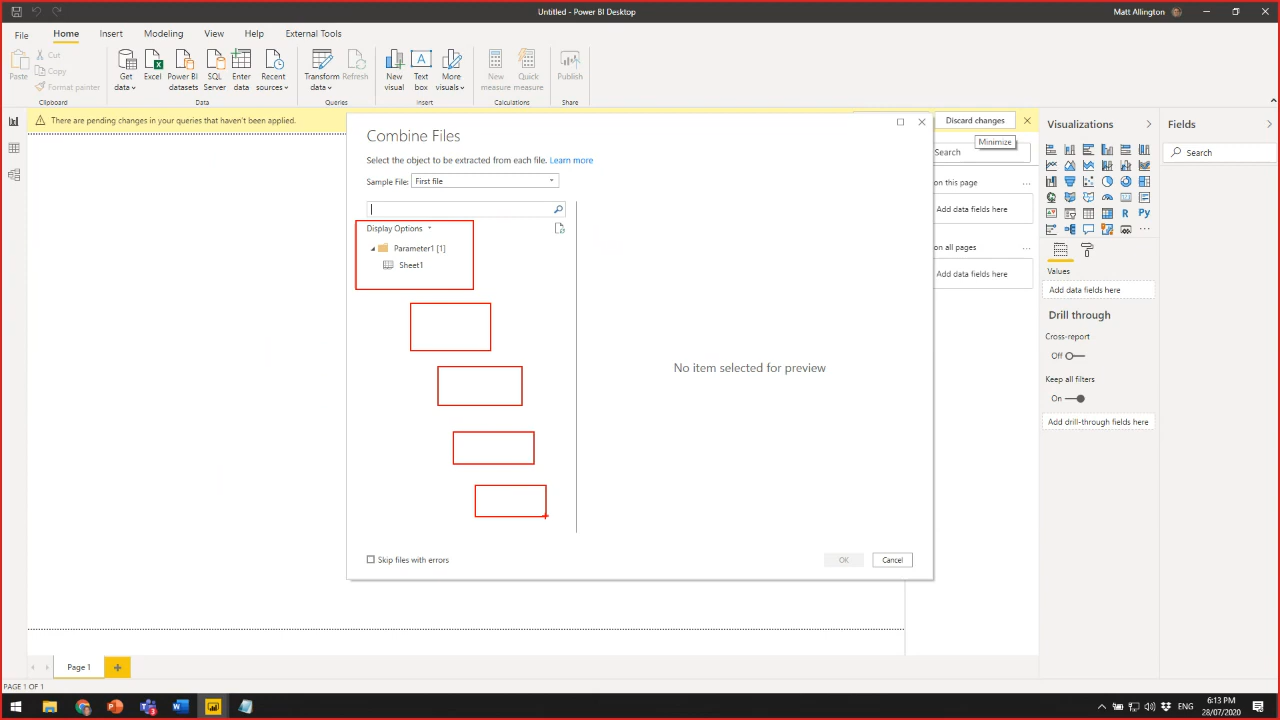 Untitled - Power BI Desktop
Matt Allington
File
Home
Insert
Modeling
View
Help
External Tools
Paste
Cut
Copy
Format painter
Clipboard
Get data
Excel
Power BI datasets
SQL Server
Enter data
Recent sources
Data
Transform data
Refresh
Queries
New visual
Text box
More visuals
Insert
New measure
Quick measure
Calculations
Publish
Share
There are pending changes in your queries that haven't been applied.
Discard changes
Minimize
Combine Files
Select the object to be extracted from each file. Learn more
Sample File: First file
Display Options
Parameter1 [1]
Sheet1
No item selected for preview
Skip files with errors
OK
Cancel
Search
on this page
Add data fields here
on all pages
Add data fields here
Visualizations
R
Py
Values
Add data fields here
Drill through
Cross-report
Off
Keep all filters
On
Add drill-through fields here
Fields
Search
Page 1
PAGE 1 OF 1
ENG
6:13 PM
28/07/2020